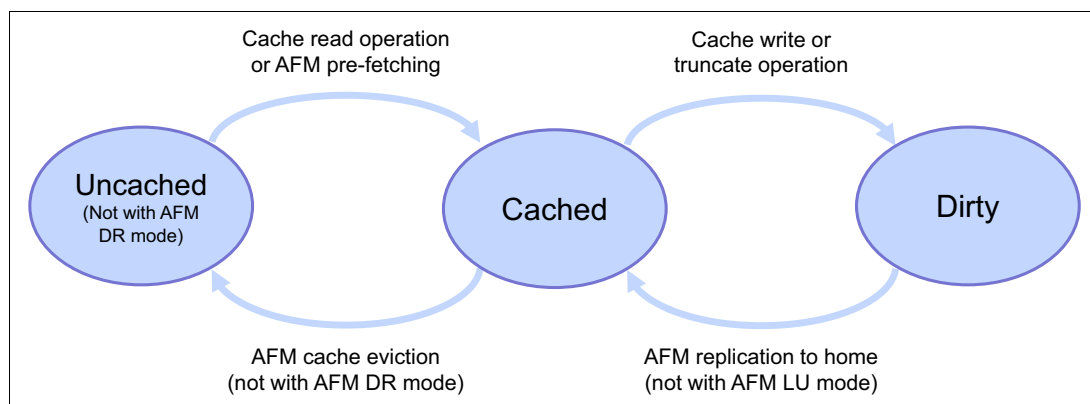 Cache read operation
or AFM pre-fetching
Cache write or
truncate operation
Uncached
(Not with AFM
DR mode)
Cached
Dirty
AFM cache eviction
(not with AFM DR mode)
AFM replication to home
(not with AFM LU mode)